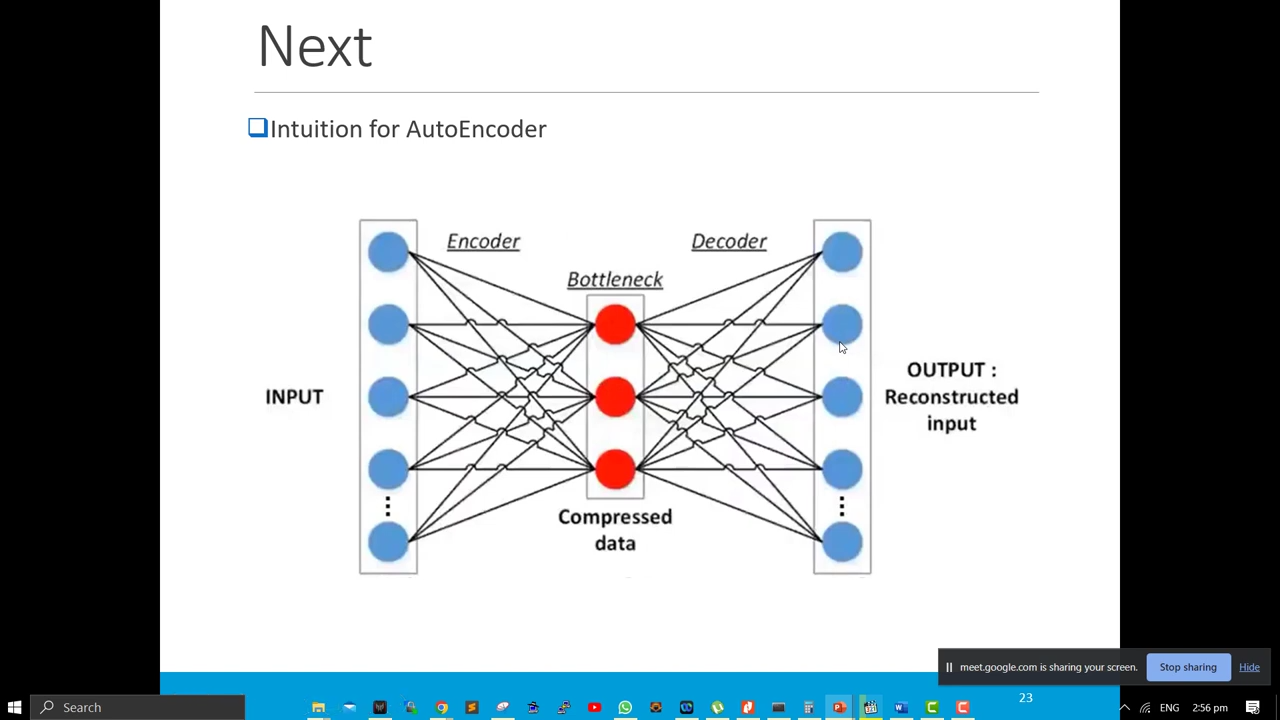 Next
Intuition for AutoEncoder
Encoder
Decoder
Bottleneck
INPUT
OUTPUT :
Reconstructed
input
Compressed
data
meet.google.com is sharing your screen.
Stop sharing
Hide
23
Search
ENG
2:56 pm